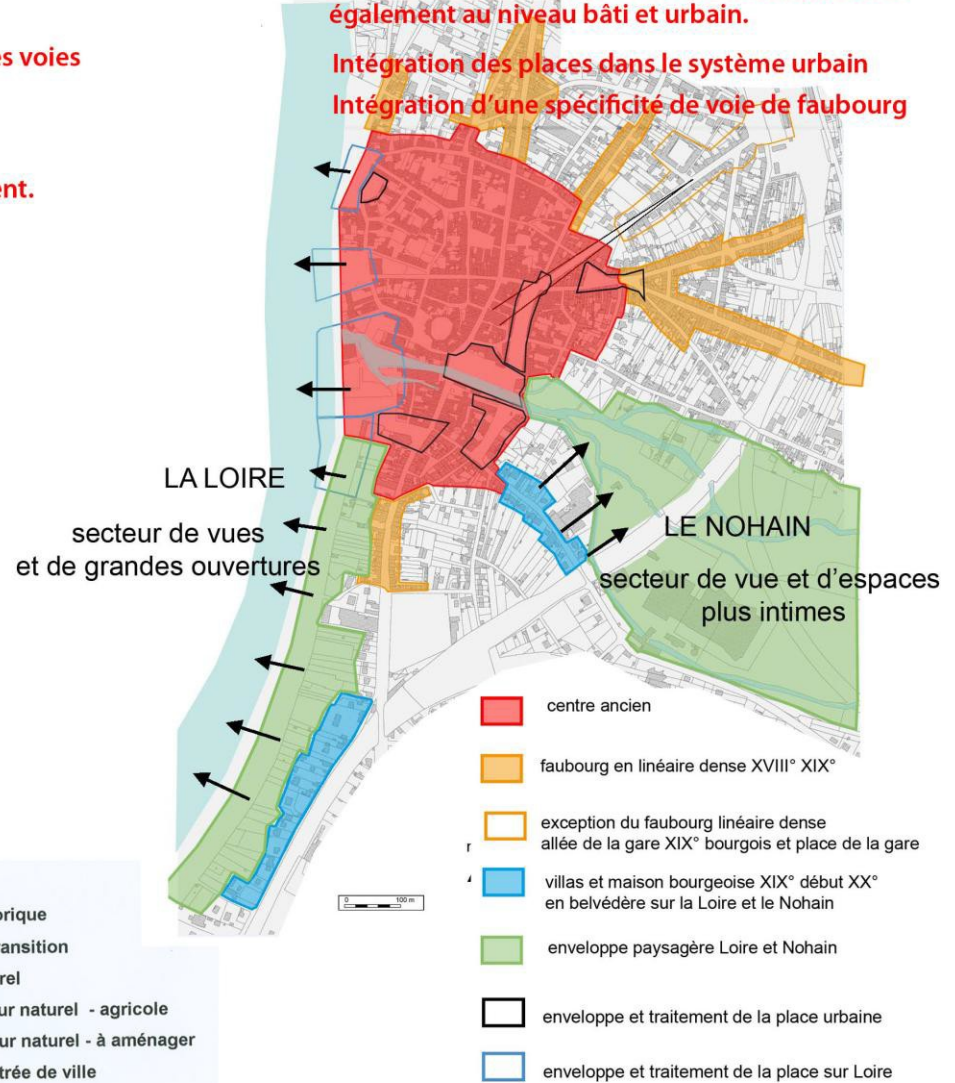 également au niveau bâti et urbain.
es voies
Intégration des places dans le système urbain
Intégration d'une spécificité de voie de faubourg
ent.
LA LOIRE
secteur de vues
et de grandes ouvertures
LE NOHAIN
secteur de vue et d'espaces
plus intimes
centre ancien
faubourg en linéaire dense XVIII° XIX°
exception du faubourg linéaire dense
allée de la gare XIX° bourgois et place de la gare
villas et maison bourgeoise XIX° début XX°
en belvédère sur la Loire et le Nohain
0 100 m
enveloppe paysagère Loire et Nohain
enveloppe et traitement de la place urbaine
enveloppe et traitement de la place sur Loire
orique
ansition
rel
ur naturel - agricole
ur naturel - à aménager
trée de ville